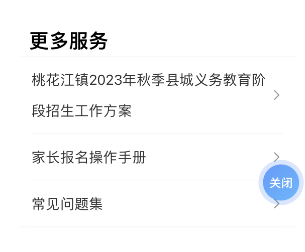 更多服务
桃花江镇2023年秋季县城义务教育阶
段招生工作方案
家长报名操作手册
关闭
常见问题集